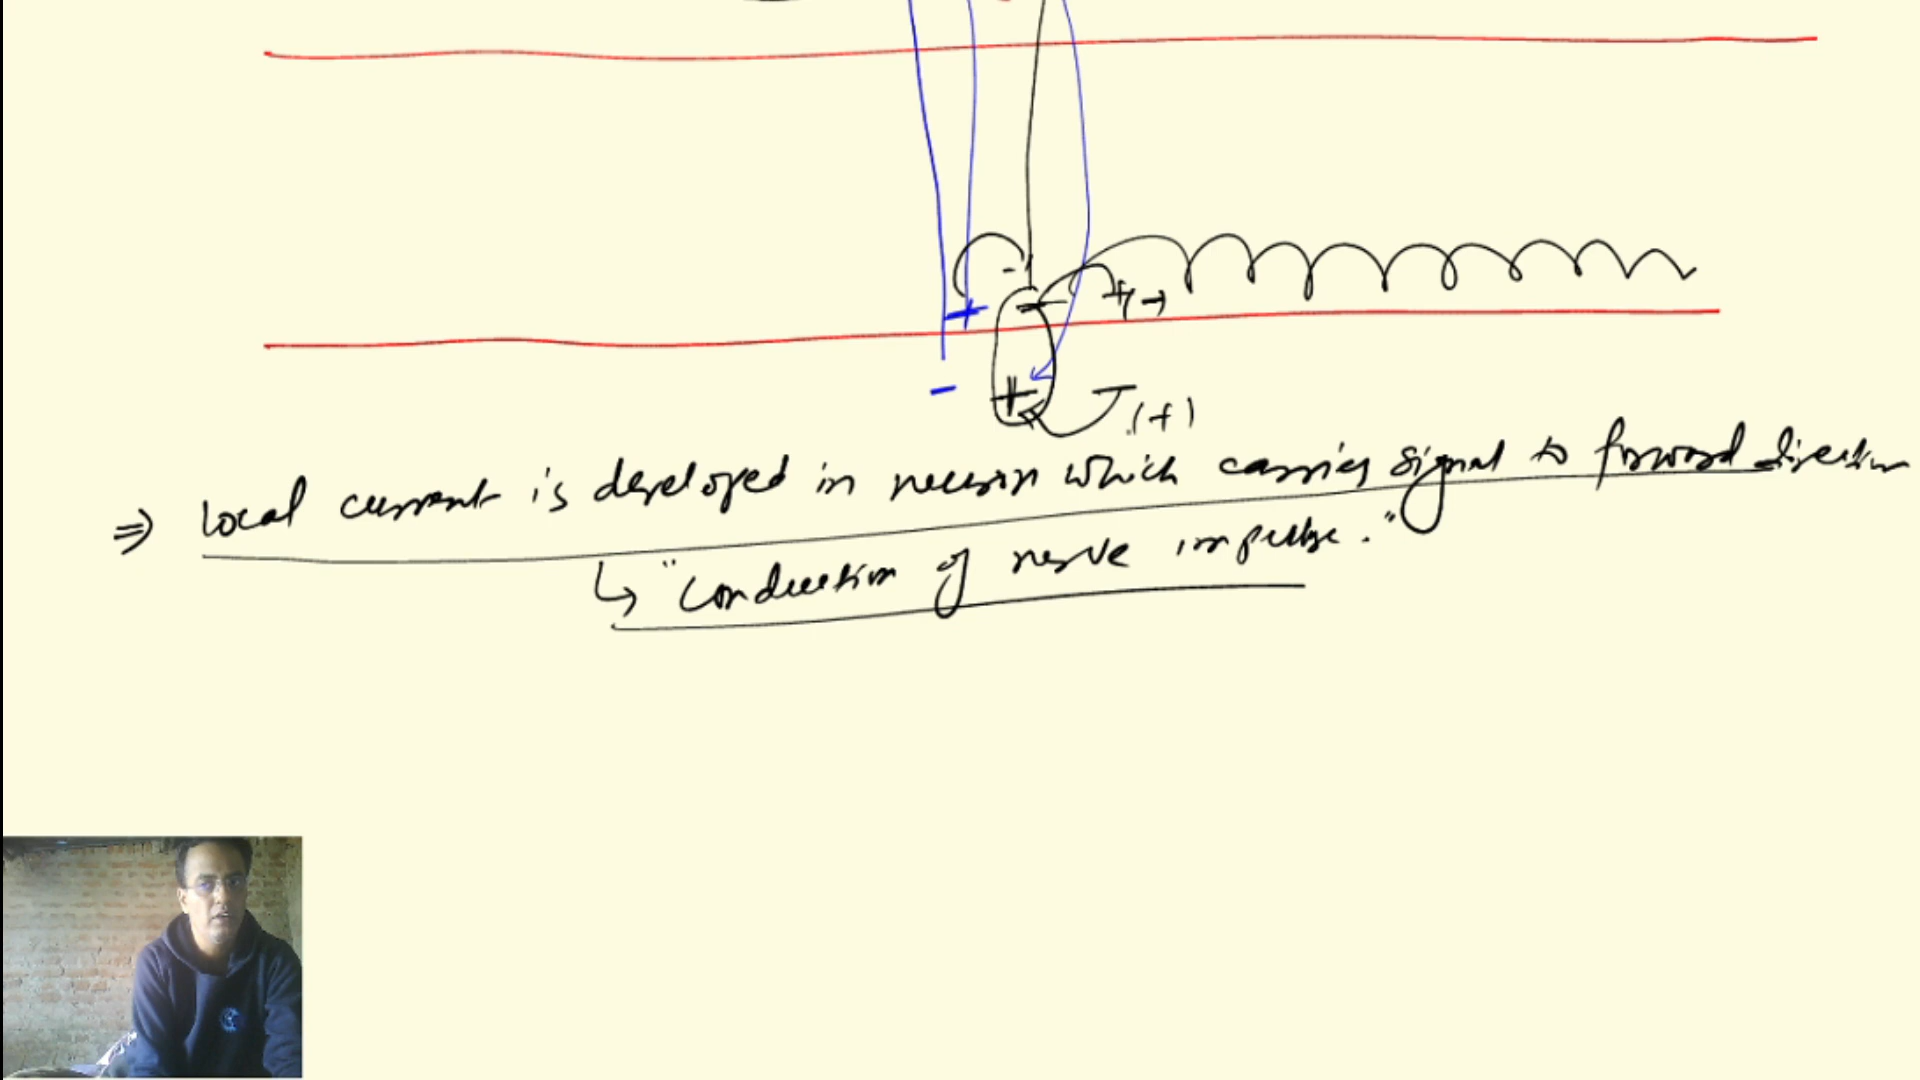 - +
+ - + (→)
- + (+)
⇒ local current is developed in neuron which carries signal to forward direction
↳ "conduction of nerve impulse."